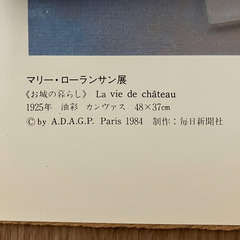 マリー・ローランサン展
《お城の暮らし》 La vie de château
1925年 油彩 カンヴァス 48×37cm
©by A.D.A.G.P. Paris 1984 制作：毎日新聞社